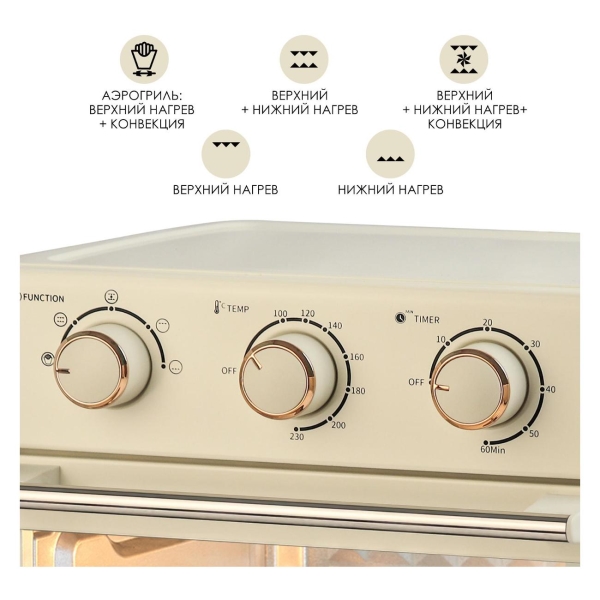 АЭРОГРИЛЬ:
ВЕРХНИЙ НАГРЕВ
+ КОНВЕКЦИЯ
ВЕРХНИЙ
+ НИЖНИЙ НАГРЕВ
ВЕРХНИЙ
+ НИЖНИЙ НАГРЕВ+
КОНВЕКЦИЯ
ВЕРХНИЙ НАГРЕВ
НИЖНИЙ НАГРЕВ
FUNCTION
°C TEMP
OFF
100
120
140
160
180
200
230
TIMER
OFF
10
20
30
40
50
60Min